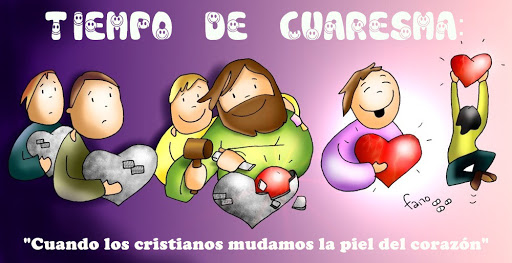 TIEMPO DE CUARESMA:
fano
"Cuando los cristianos mudamos la piel del corazón"